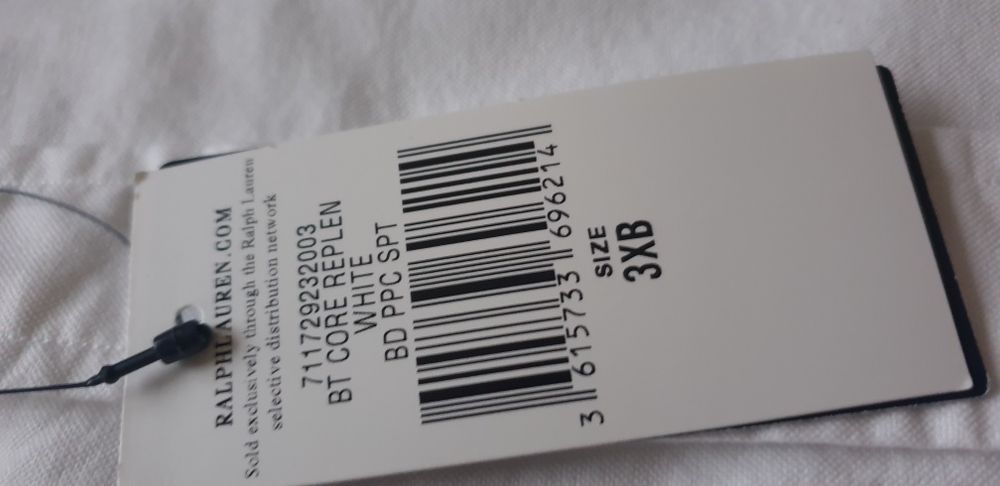 RALPHLAUREN.COM
Sold exclusively through the Ralph Lauren
selective distribution network
711729232003
BT CORE REPLEN
WHITE
BD PPC SPT
3 615733 696214
SIZE
3XB